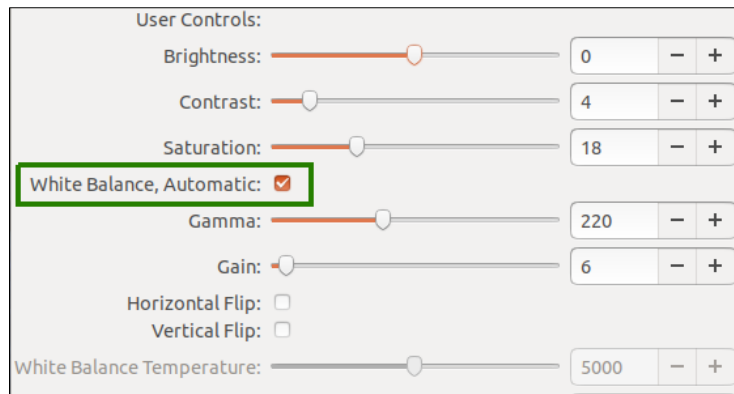 User Controls:
Brightness: 0 − +
Contrast: 4 − +
Saturation: 18 − +
White Balance, Automatic:
Gamma: 220 − +
Gain: 6 − +
Horizontal Flip:
Vertical Flip:
White Balance Temperature: 5000 − +